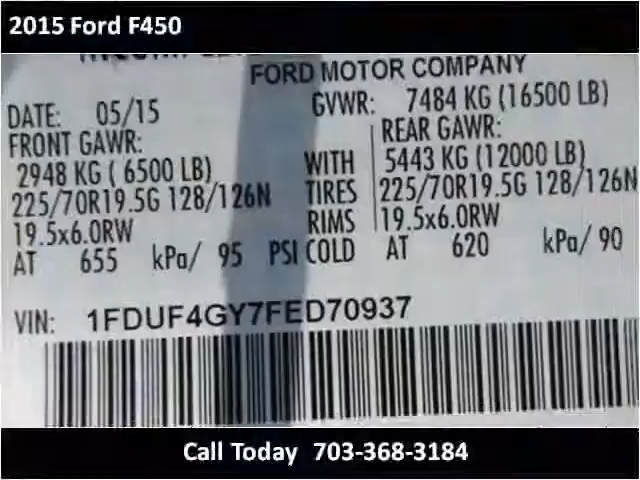 2015 Ford F450
FORD MOTOR COMPANY
DATE: 05/15
GVWR: 7484 KG (16500 LB)
FRONT GAWR:
REAR GAWR:
2948 KG ( 6500 LB)
WITH
5443 KG (12000 LB)
225/70R19.5G 128/126N
TIRES
225/70R19.5G 128/126N
19.5x6.0RW
RIMS
19.5x6.0RW
AT 655 kPa/ 95 PSI COLD
AT 620 kPa/ 90
VIN: 1FDUF4GY7FED70937
Call Today 703-368-3184